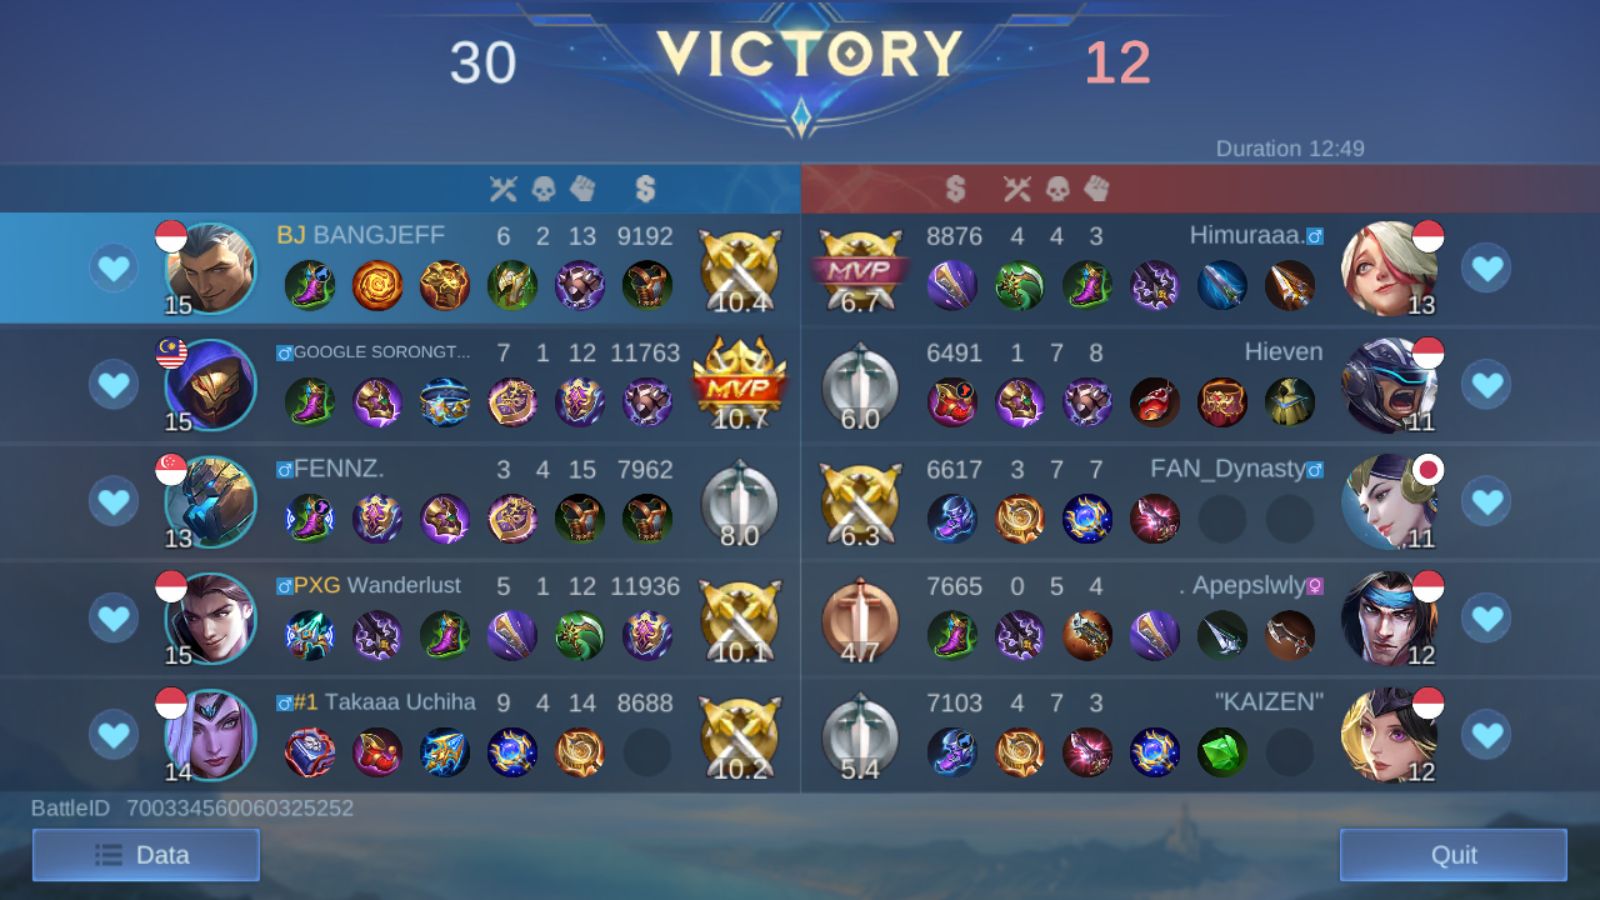 30 VICTORY 12
Duration 12:49
BJ BANGJEFF 6 2 13 9192
15 10.4
MVP 6.7 8876 4 4 3 Himuraaa.
13
GOOGLE SORONGT... 7 1 12 11763
15 MVP 10.7
6491 1 7 8 Hieven
6.0 11
FENNZ. 3 4 15 7962
13 8.0
6617 3 7 7 FAN_Dynasty
6.3 11
PXG Wanderlust 5 1 12 11936
15 10.1
7665 0 5 4 . Apepslwly
4.7 12
#1 Takaaa Uchiha 9 4 14 8688
14 10.2
7103 4 7 3 "KAIZEN"
5.4 12
BattleID 700334560060325252
Data
Quit